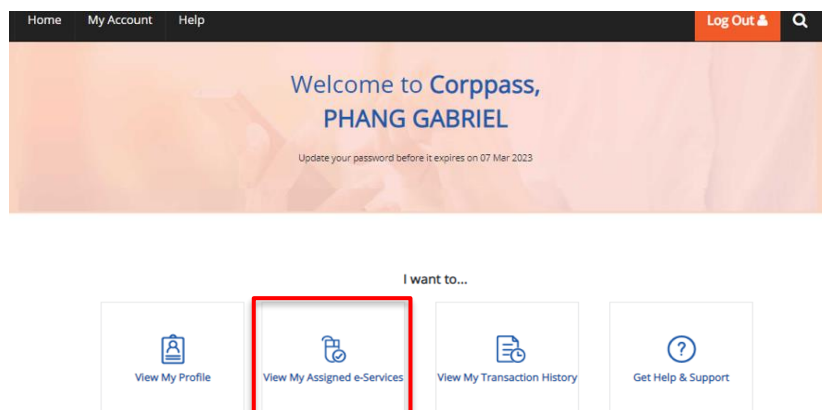 Home My Account Help Log Out
Welcome to Corppass,
PHANG GABRIEL
Update your password before it expires on 07 Mar 2023
I want to...
View My Profile View My Assigned e-Services View My Transaction History Get Help & Support